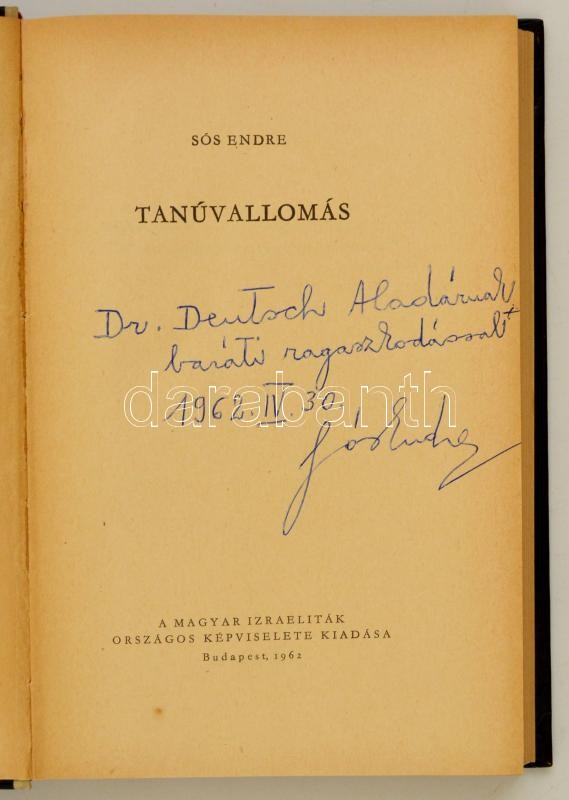 SÓS ENDRE
TANÚVALLOMÁS
Dr. Deutsch Aladárnak,
baráti ragaszkodással:
darabanth
1962. IV. 30.
Sós Endre
A MAGYAR IZRAELITÁK
ORSZÁGOS KÉPVISELETE KIADÁSA
Budapest, 1962